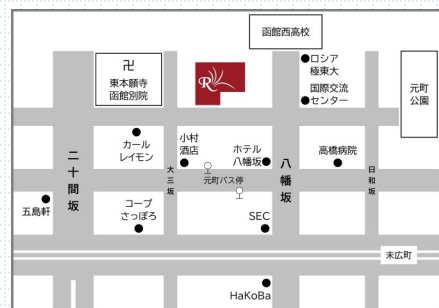 函館西高校
卍
東本願寺
函館別院
R
ロシア
極東大
国際交流
センター
元町
公園
カール
レイモン
小村
酒店
ホテル
八幡坂
高橋病院
二十間坂
大三坂
元町バス停
八幡坂
日和坂
五島軒
コープ
さっぽろ
SEC
末広町
HaKoBa